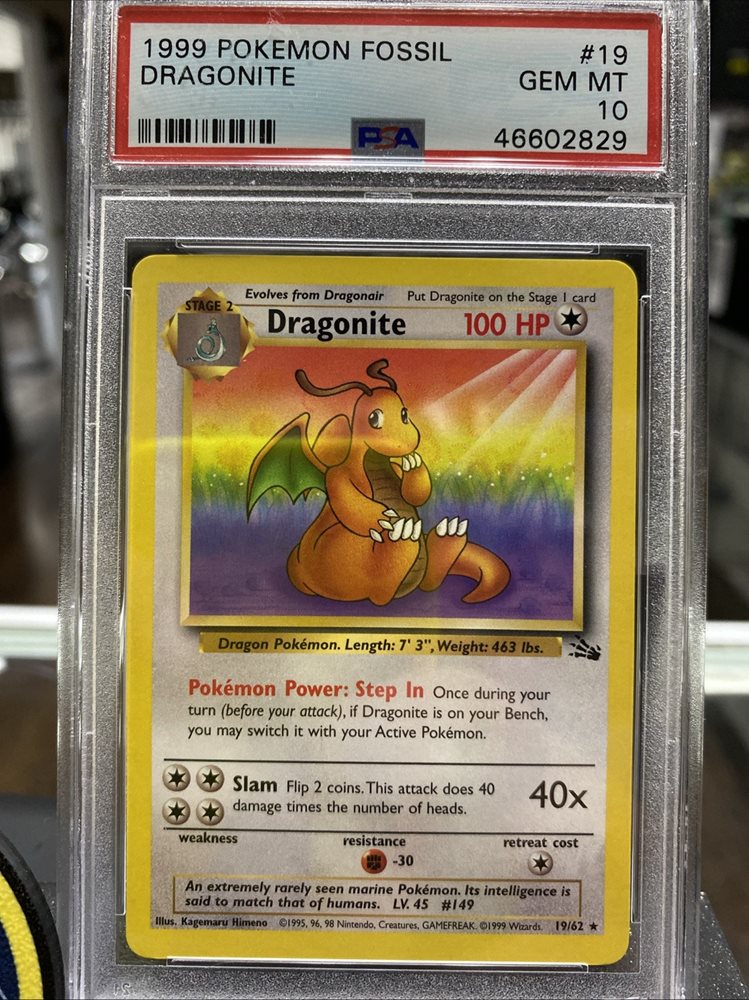 1999 POKEMON FOSSIL #19
DRAGONITE GEM MT
10
PSA 46602829
STAGE 2 Evolves from Dragonair Put Dragonite on the Stage 1 card
Dragonite 100 HP
Dragon Pokémon. Length: 7' 3", Weight: 463 lbs.
Pokémon Power: Step In Once during your
turn (before your attack), if Dragonite is on your Bench,
you may switch it with your Active Pokémon.
Slam Flip 2 coins. This attack does 40
damage times the number of heads. 40x
weakness resistance retreat cost
-30
An extremely rarely seen marine Pokémon. Its intelligence is
said to match that of humans. LV. 45 #149
Illus. Kagemaru Himeno ©1995, 96, 98 Nintendo, Creatures, GAMEFREAK. ©1999 Wizards. 19/62 ★